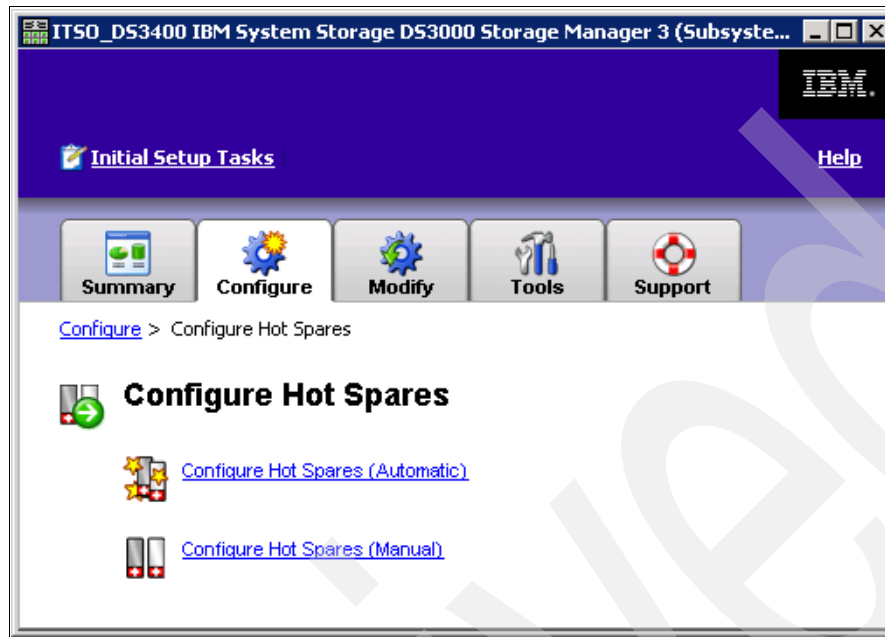 ITSO_DS3400 IBM System Storage DS3000 Storage Manager 3 (Subsyste...
IBM.
Initial Setup Tasks
Help
Summary
Configure
Modify
Tools
Support
Configure > Configure Hot Spares
Configure Hot Spares
Configure Hot Spares (Automatic)
Configure Hot Spares (Manual)